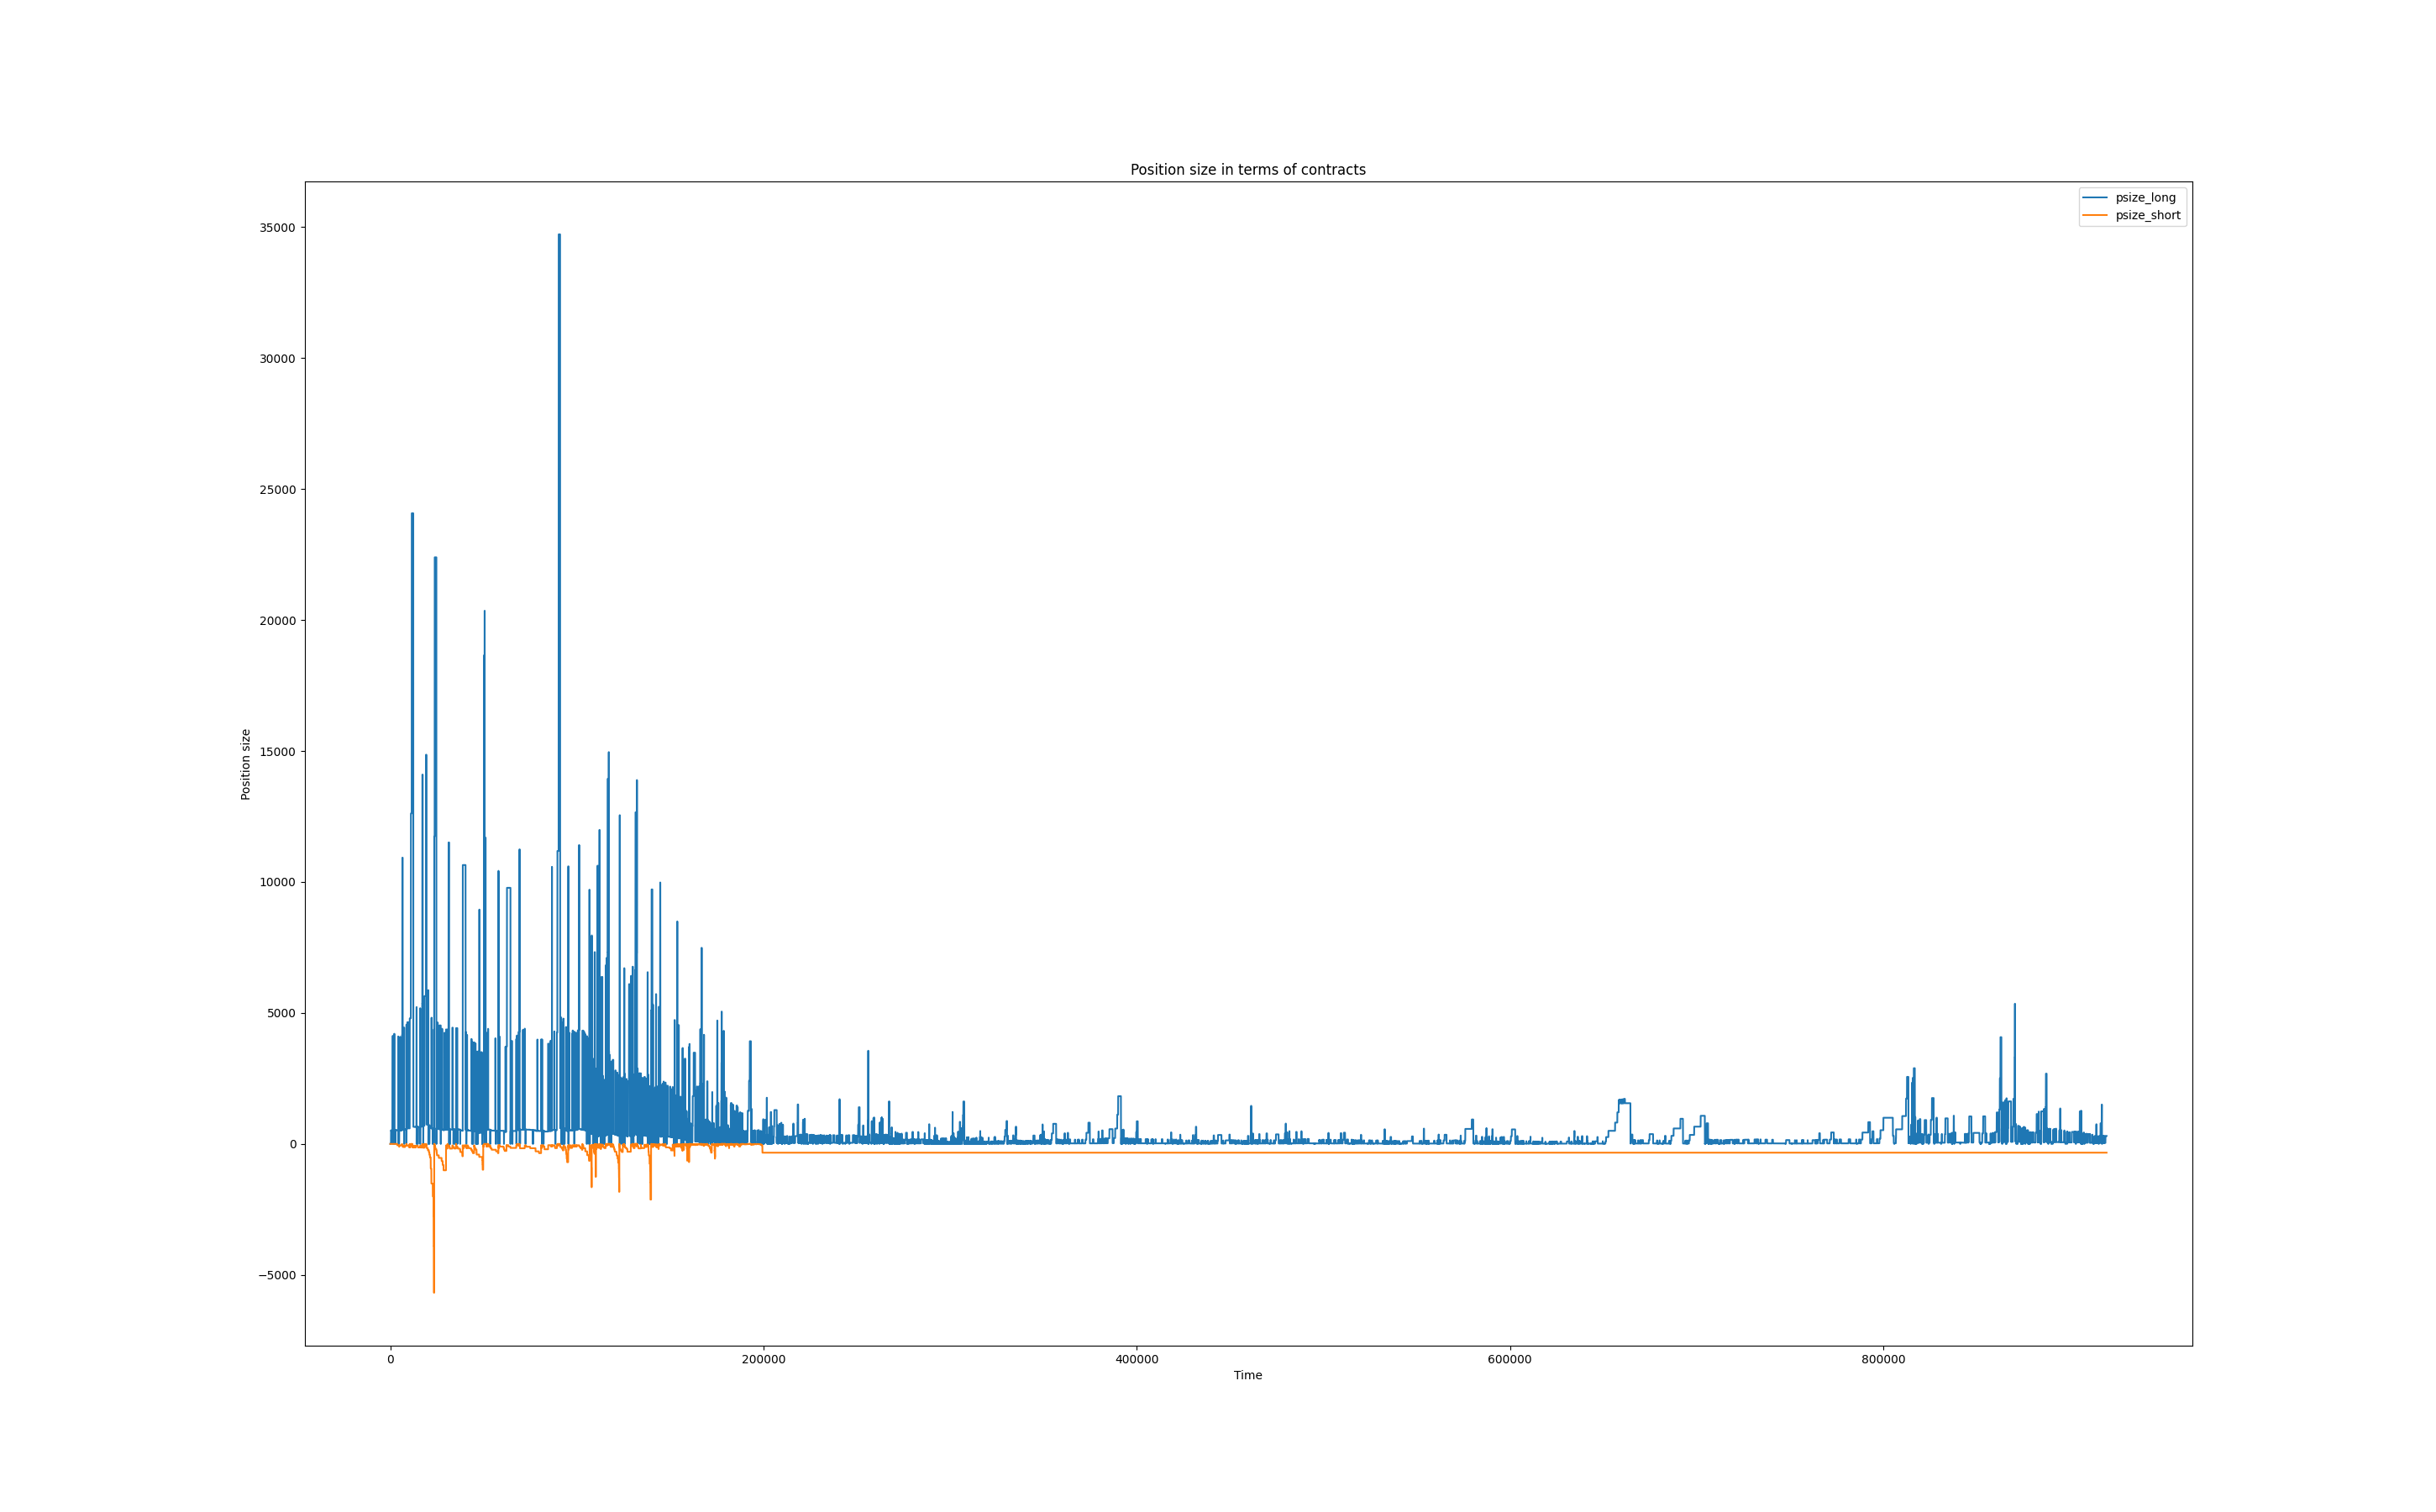 Position size in terms of contracts
psize_long
psize_short
35000
30000
25000
20000
15000
10000
5000
0
−5000
Position size
0 200000 400000 600000 800000
Time